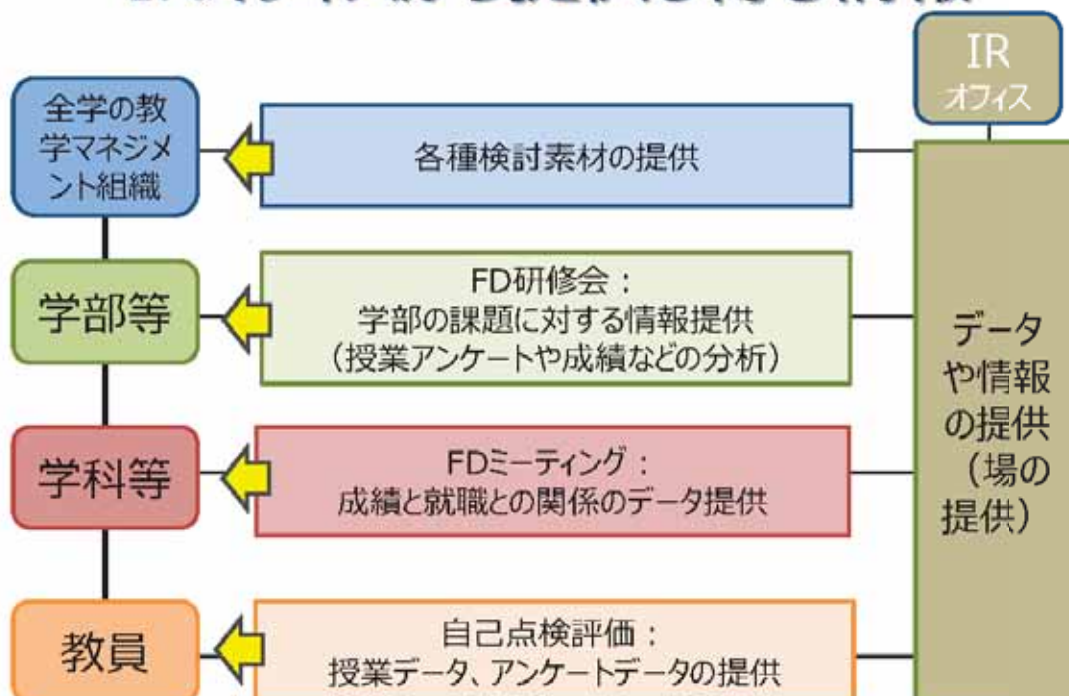 IR
オフィス
全学の教
学マネジメ
ント組織
各種検討素材の提供
学部等
FD研修会：
学部の課題に対する情報提供
（授業アンケートや成績などの分析）
学科等
FDミーティング：
成績と就職との関係のデータ提供
教員
自己点検評価：
授業データ、アンケートデータの提供
データ
や情報
の提供
（場の
提供）